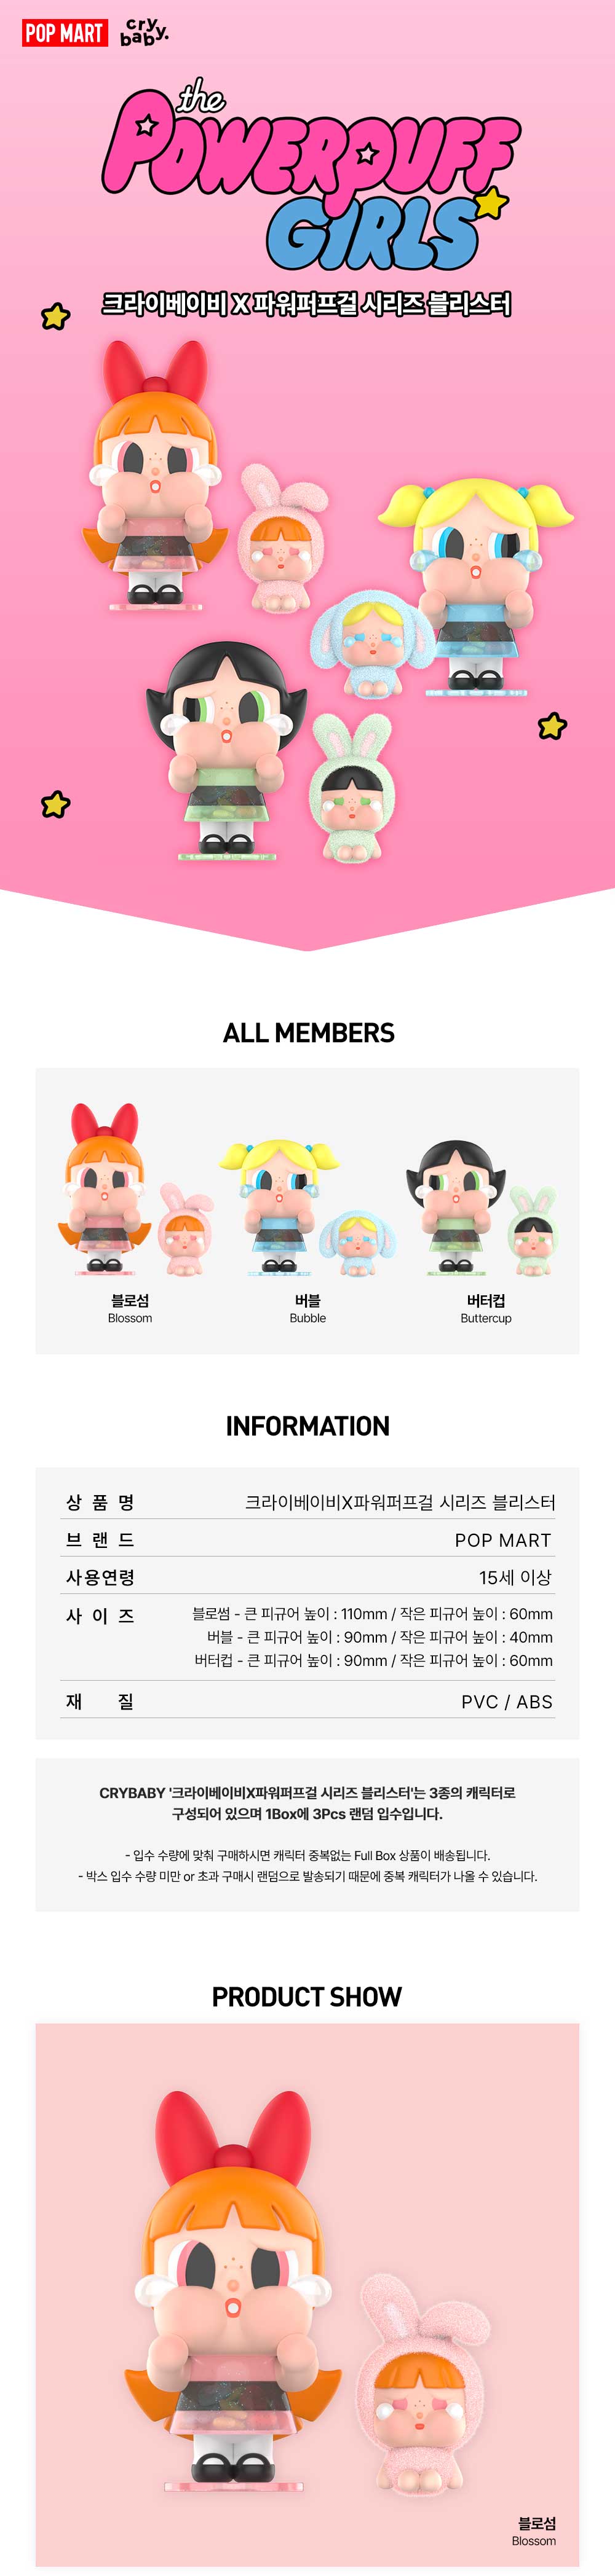 POP MART
cry
baby.
the
POWERPUFF
GIRLS
크라이베이비 X 파워퍼프걸 시리즈 블리스터
ALL MEMBERS
블로섬
Blossom
버블
Bubble
버터컵
Buttercup
INFORMATION
상 품 명 크라이베이비X파워퍼프걸 시리즈 블리스터
브 랜 드 POP MART
사용연령 15세 이상
사 이 즈 블로썸 - 큰 피규어 높이 : 110mm / 작은 피규어 높이 : 60mm
버블 - 큰 피규어 높이 : 90mm / 작은 피규어 높이 : 40mm
버터컵 - 큰 피규어 높이 : 90mm / 작은 피규어 높이 : 60mm
재 질 PVC / ABS
CRYBABY '크라이베이비X파워퍼프걸 시리즈 블리스터'는 3종의 캐릭터로
구성되어 있으며 1Box에 3Pcs 랜덤 입수입니다.
- 입수 수량에 맞춰 구매하시면 캐릭터 중복없는 Full Box 상품이 배송됩니다.
- 박스 입수 수량 미만 or 초과 구매시 랜덤으로 발송되기 때문에 중복 캐릭터가 나올 수 있습니다.
PRODUCT SHOW
블로섬
Blossom